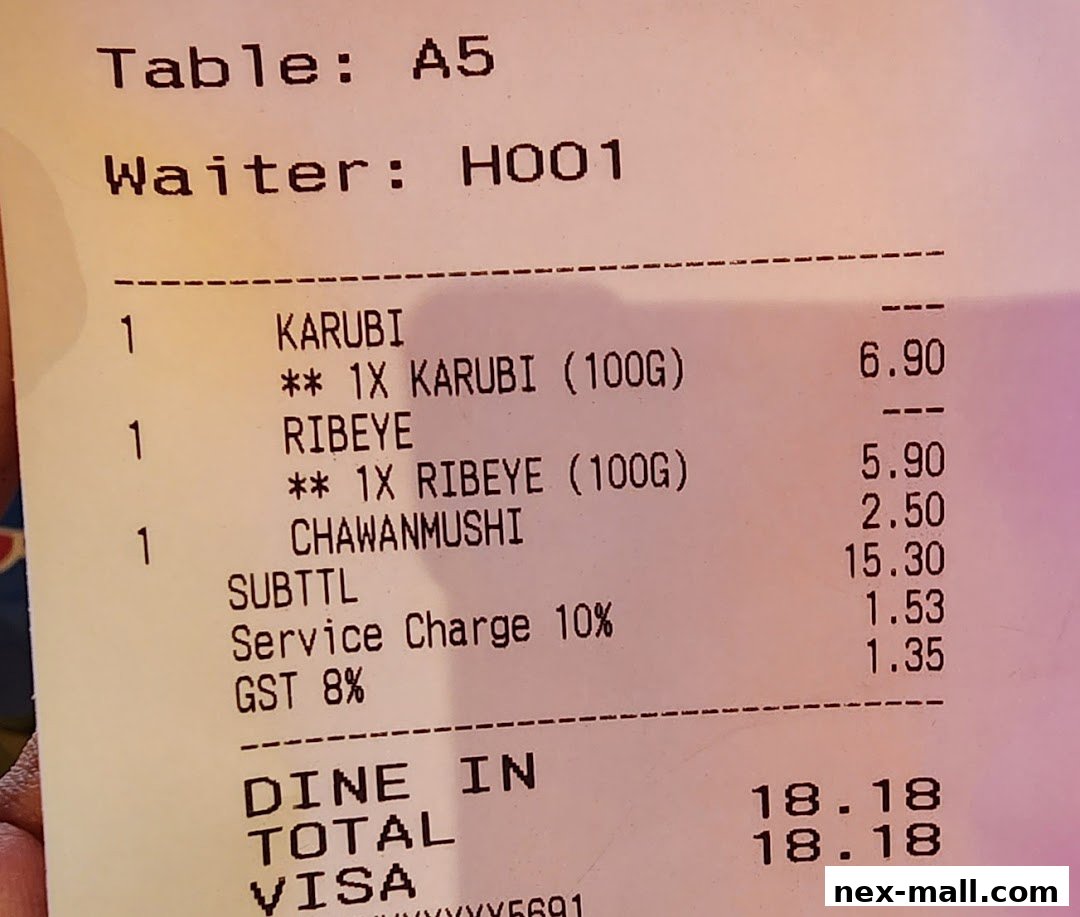 Table: A5
Waiter: H001
--------------------------------------
1 KARUBI ---
** 1X KARUBI (100G) 6.90
1 RIBEYE ---
** 1X RIBEYE (100G) 5.90
1 CHAWANMUSHI 2.50
SUBTTL 15.30
Service Charge 10% 1.53
GST 8% 1.35
--------------------------------------
DINE IN
TOTAL 18.18
VISA 18.18
5691
nex-mall.com